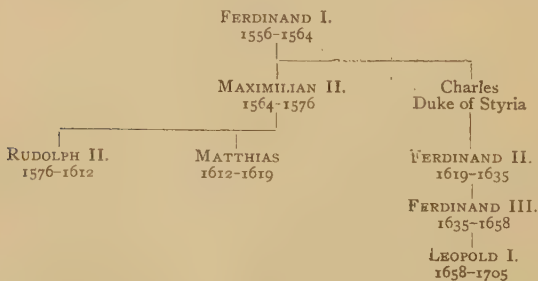 FERDINAND I.
1556-1564
MAXIMILIAN II.
1564-1576
Charles
Duke of Styria
RUDOLPH II.
1576-1612
MATTHIAS
1612-1619
FERDINAND II.
1619-1635
FERDINAND III.
1635-1658
LEOPOLD I.
1658-1705